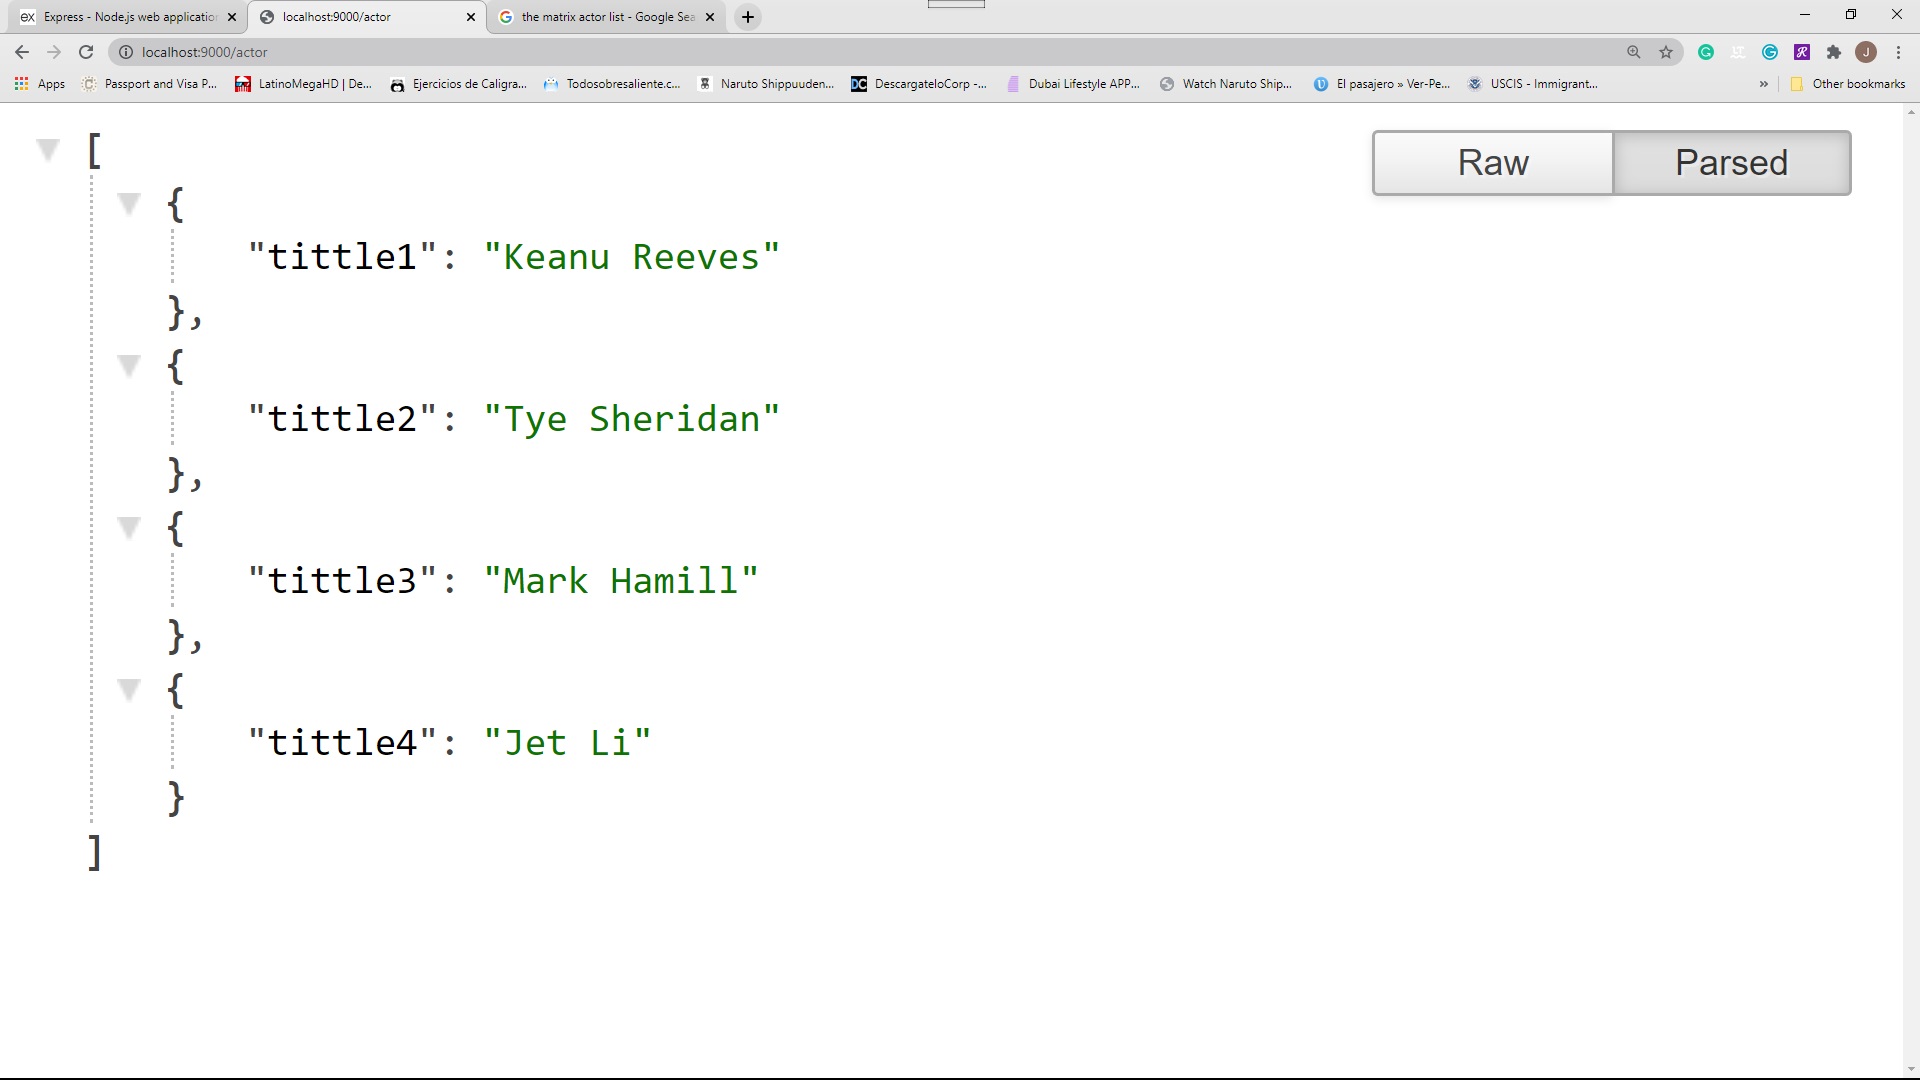 Express - Node.js web application
localhost:9000/actor
the matrix actor list - Google Sea
localhost:9000/actor
Apps
Passport and Visa P...
LatinoMegaHD | De...
Ejercicios de Caligra...
Todosobresaliente.c...
Naruto Shippuuden...
DC DescargateloCorp -...
Dubai Lifestyle APP...
Watch Naruto Ship...
El pasajero » Ver-Pe...
USCIS - Immigrant...
»
Other bookmarks
Raw
Parsed
[
{
"tittle1": "Keanu Reeves"
},
{
"tittle2": "Tye Sheridan"
},
{
"tittle3": "Mark Hamill"
},
{
"tittle4": "Jet Li"
}
]